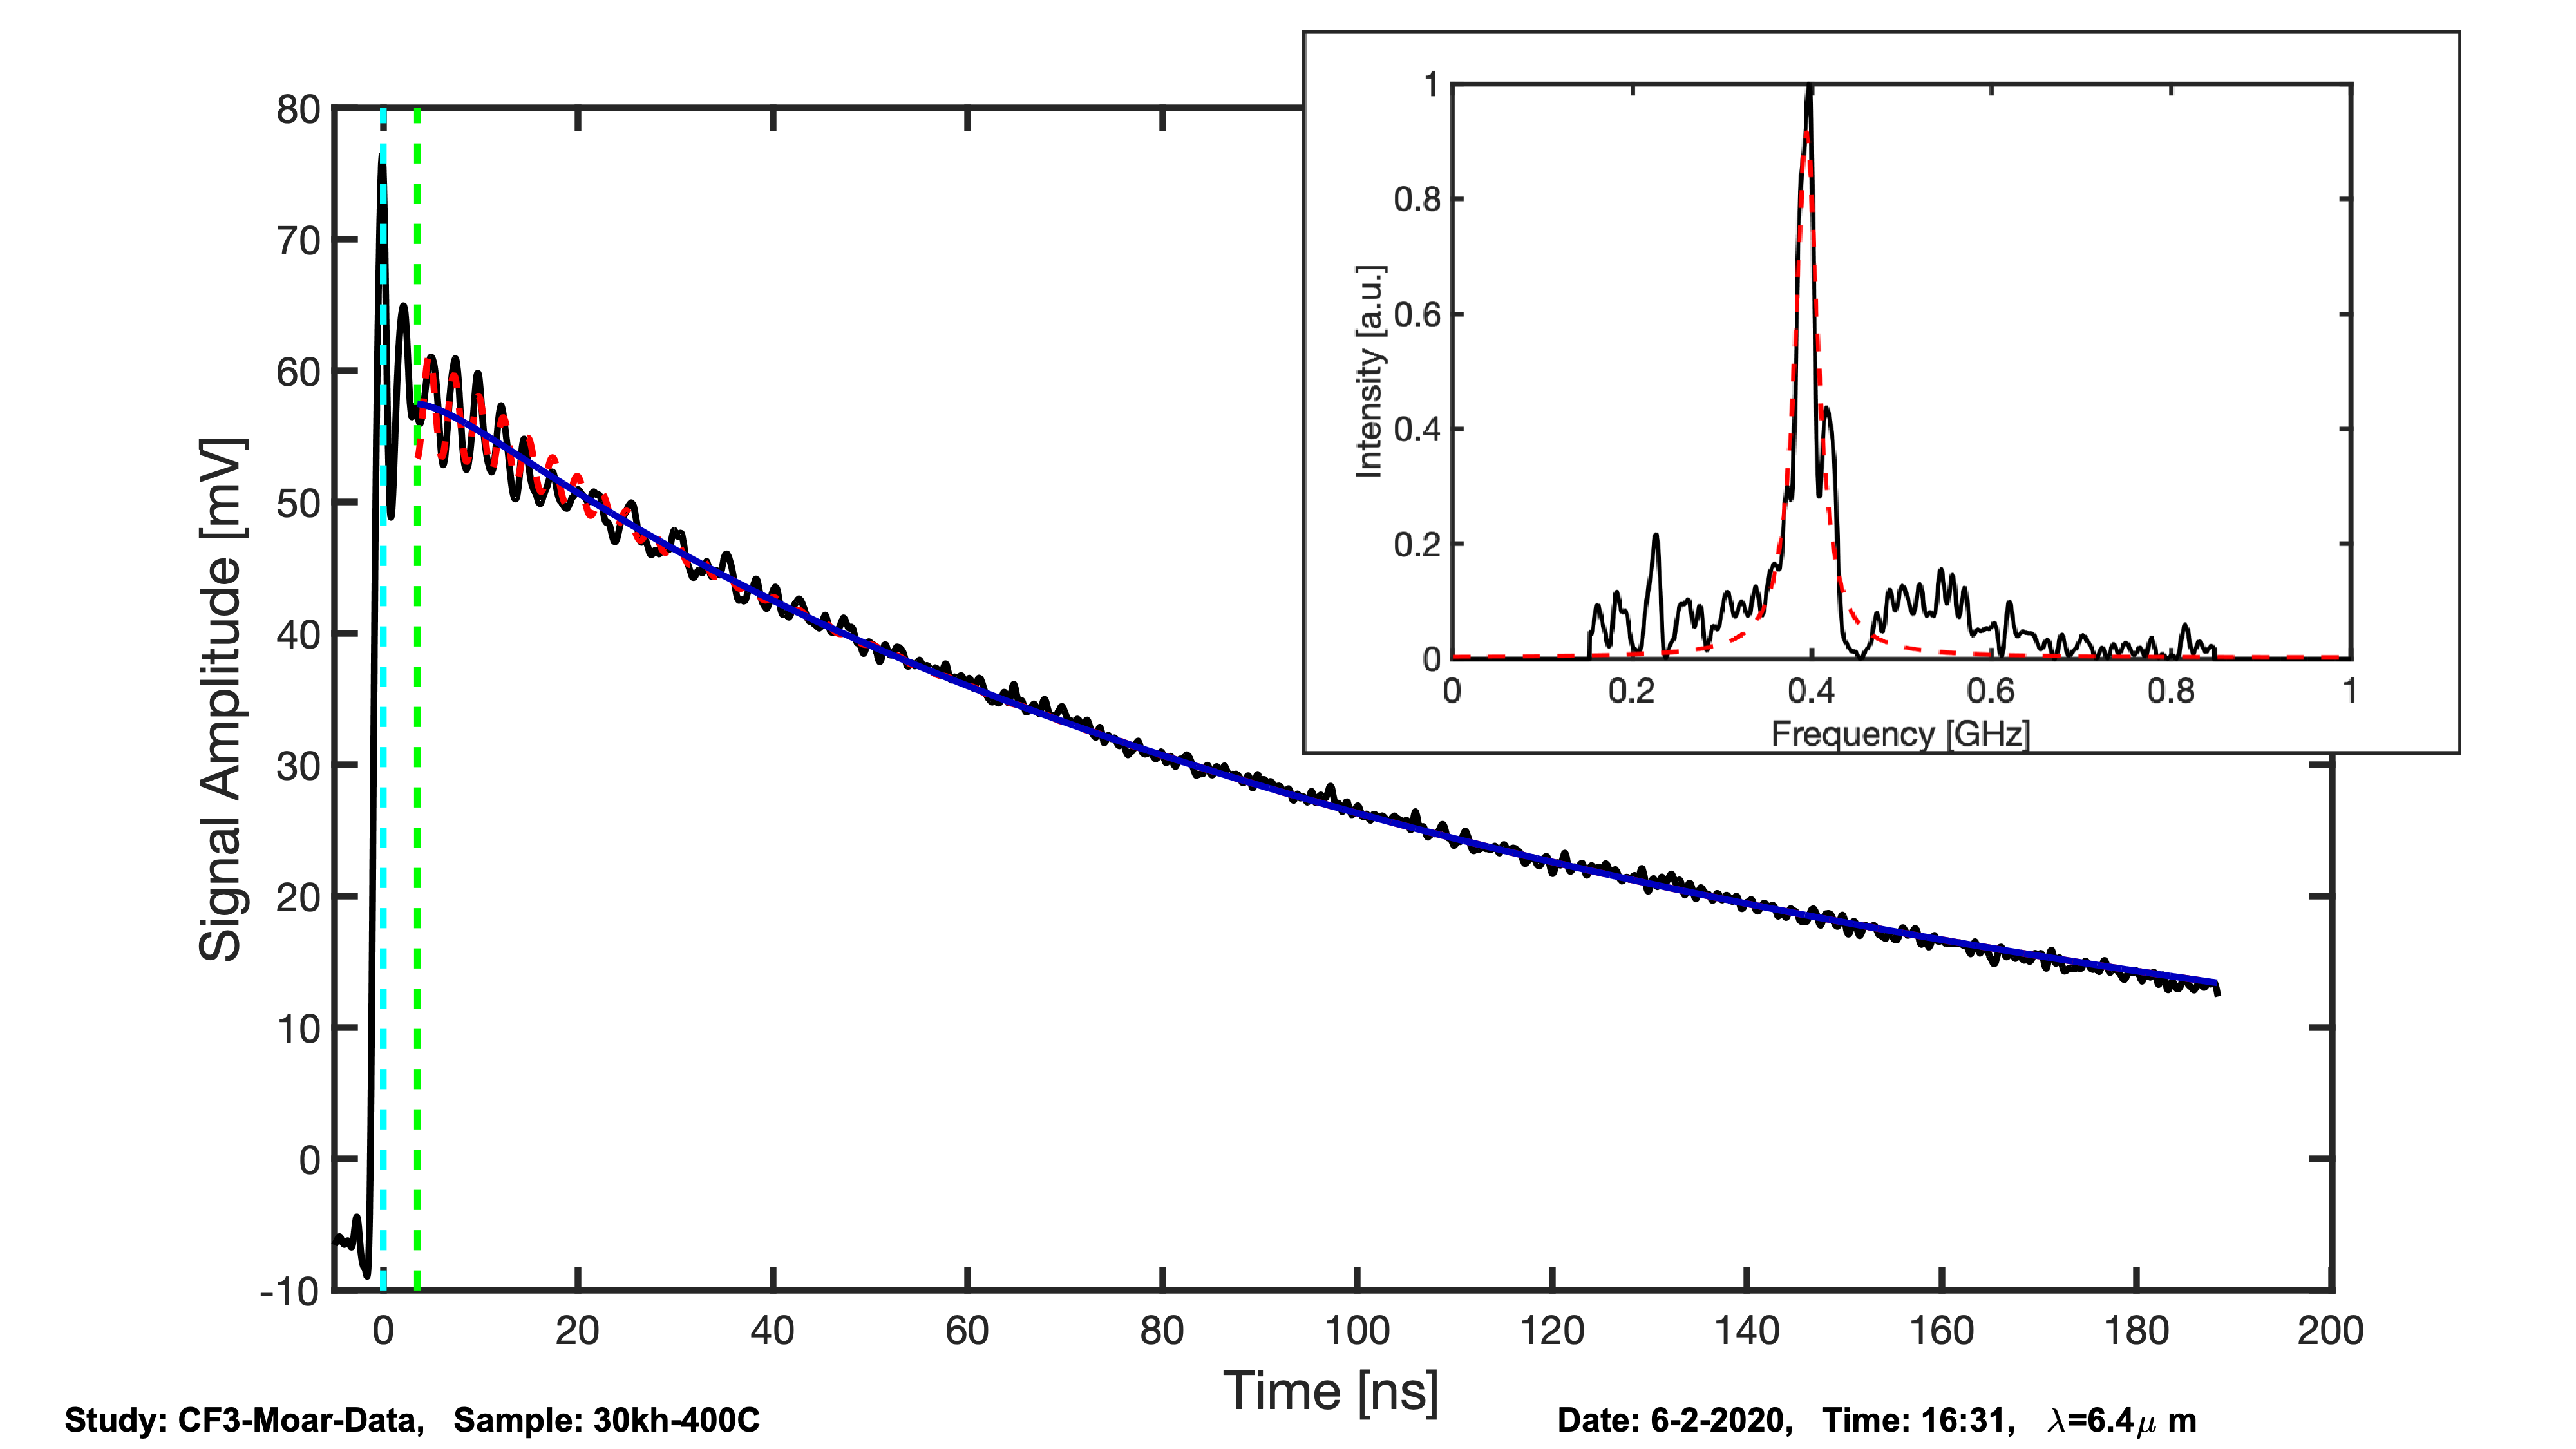 80
70
60
50
40
30
20
10
0
-10
Signal Amplitude [mV]
0 20 40 60 80 100 120 140 160 180 200
Time [ns]
1
0.8
0.6
0.4
0.2
0
Intensity [a.u.]
0 0.2 0.4 0.6 0.8 1
Frequency [GHz]
Study: CF3-Moar-Data, Sample: 30kh-400C
Date: 6-2-2020, Time: 16:31, λ=6.4μ m